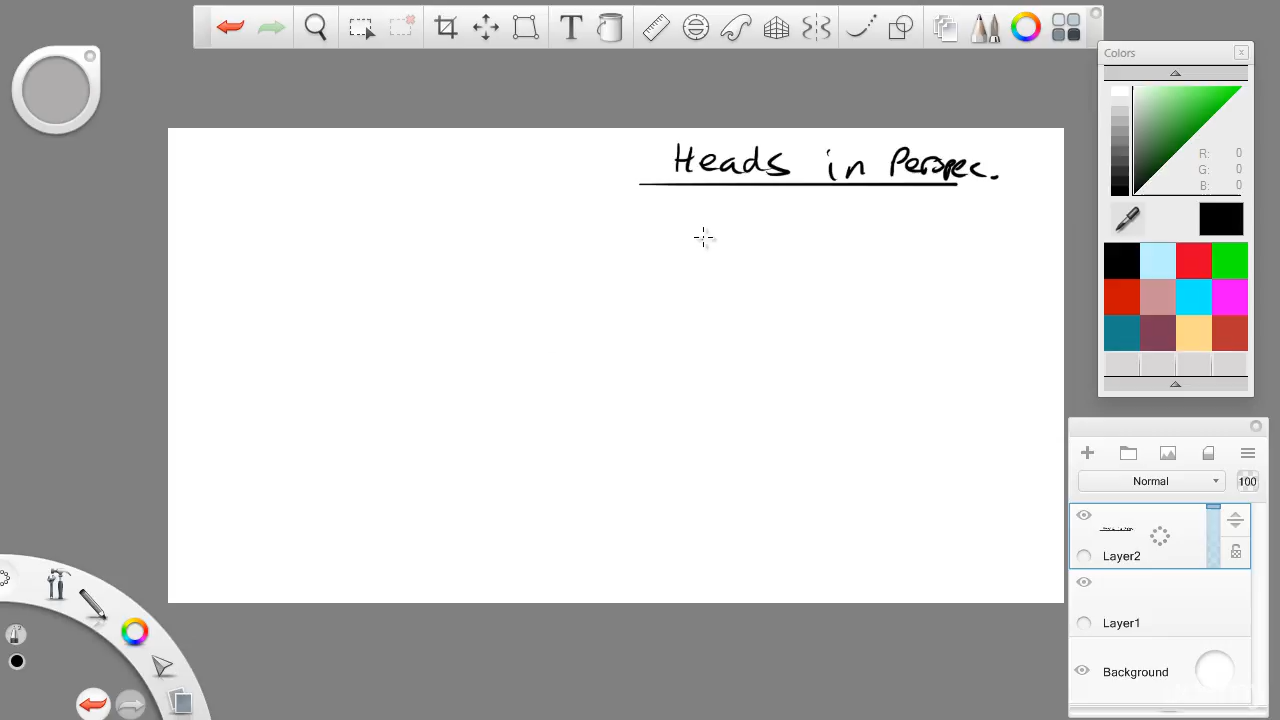 Heads in Perspec.
Colors
R: 0
G: 0
B: 0
Normal
100
Layer2
Layer1
Background